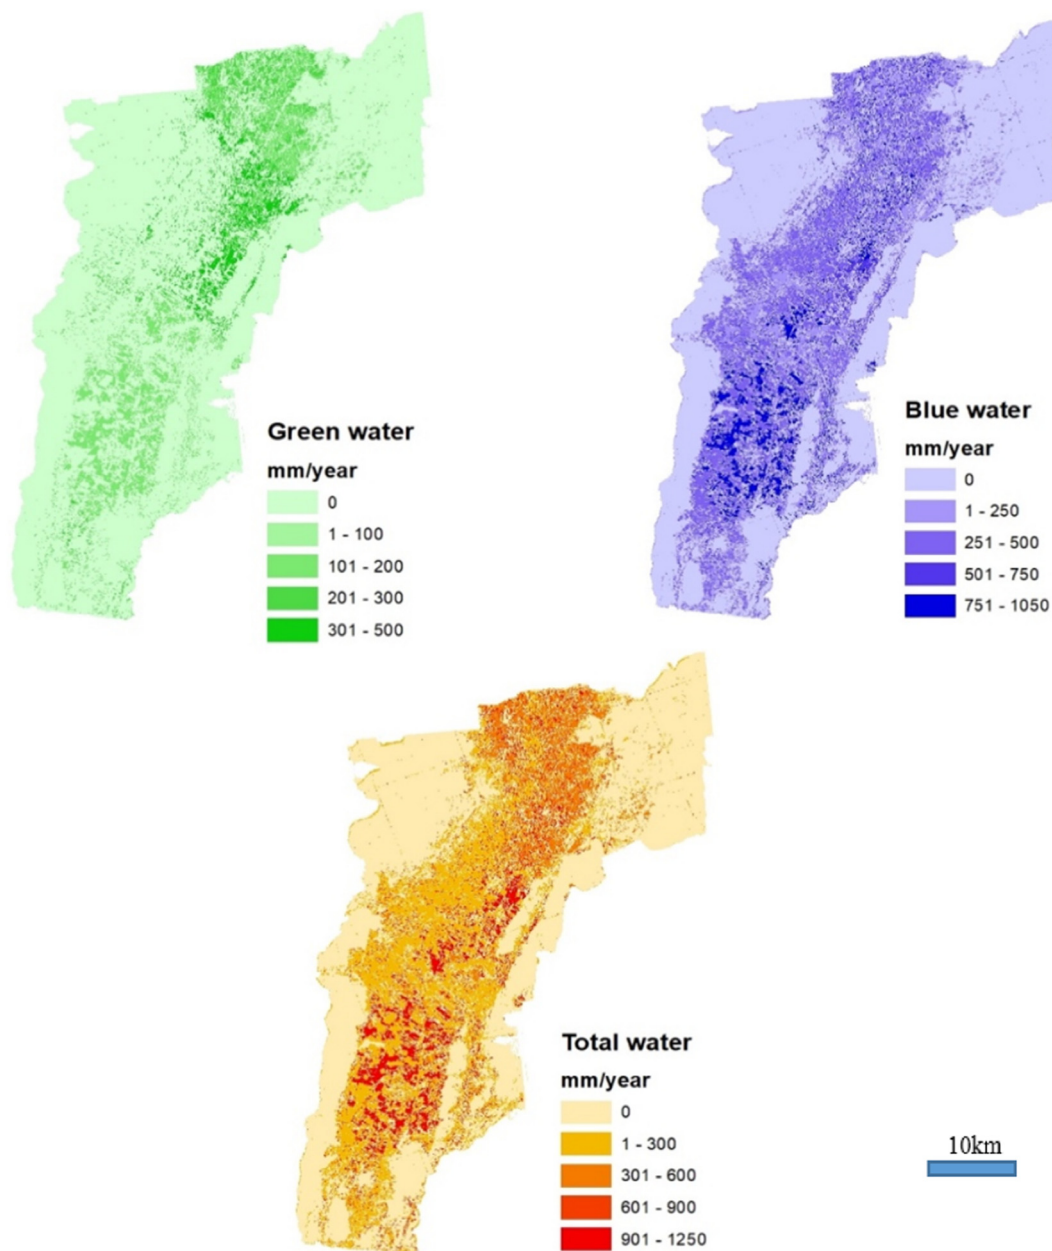 Green water
mm/year
0
1 - 100
101 - 200
201 - 300
301 - 500
Blue water
mm/year
0
1 - 250
251 - 500
501 - 750
751 - 1050
Total water
mm/year
0
1 - 300
301 - 600
601 - 900
901 - 1250
10km